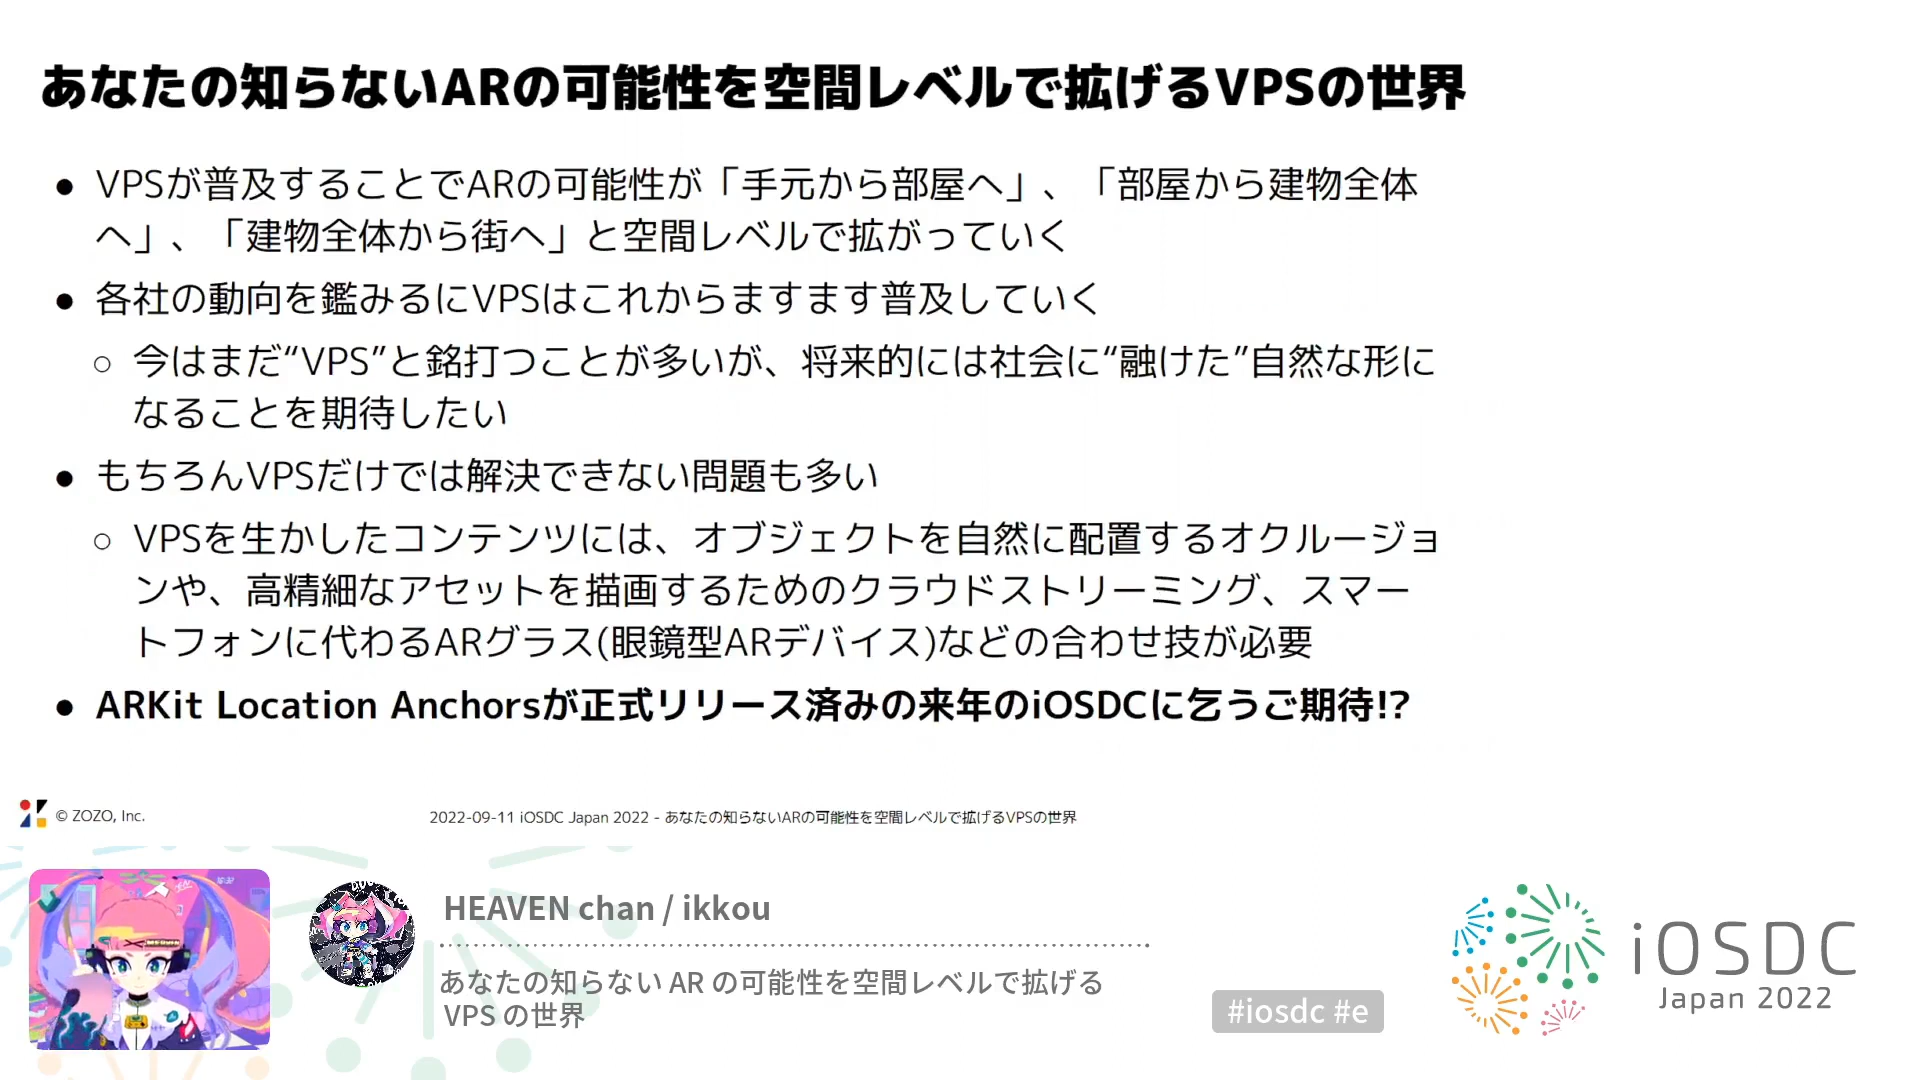 あなたの知らないARの可能性を空間レベルで拡げるVPSの世界
● VPSが普及することでARの可能性が「手元から部屋へ」、「部屋から建物全体
へ」、「建物全体から街へ」と空間レベルで拡がっていく
● 各社の動向を鑑みるにVPSはこれからますます普及していく
○ 今はまだ“VPS”と銘打つことが多いが、将来的には社会に“融けた”自然な形に
なることを期待したい
● もちろんVPSだけでは解決できない問題も多い
○ VPSを生かしたコンテンツには、オブジェクトを自然に配置するオクルージョ
ンや、高精細なアセットを描画するためのクラウドストリーミング、スマー
トフォンに代わるARグラス(眼鏡型ARデバイス)などの合わせ技が必要
● ARKit Location Anchorsが正式リリース済みの来年のiOSDCに乞うご期待!?
© ZOZO, Inc.
2022-09-11 iOSDC Japan 2022 - あなたの知らないARの可能性を空間レベルで拡げるVPSの世界
HEAVEN chan / ikkou
あなたの知らない AR の可能性を空間レベルで拡げる
VPS の世界
#iosdc #e
iOSDC
Japan 2022